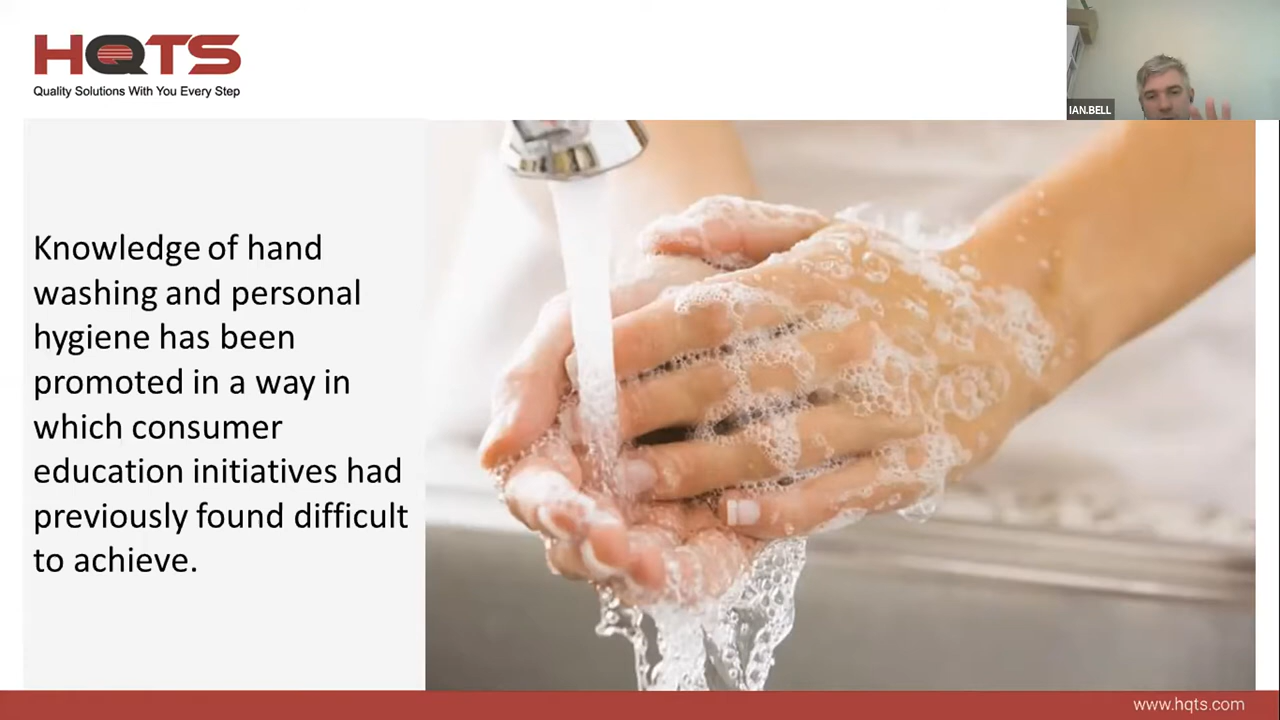 HQTS
Quality Solutions With You Every Step
IAN.BELL
Knowledge of hand
washing and personal
hygiene has been
promoted in a way in
which consumer
education initiatives had
previously found difficult
to achieve.
www.hqts.com